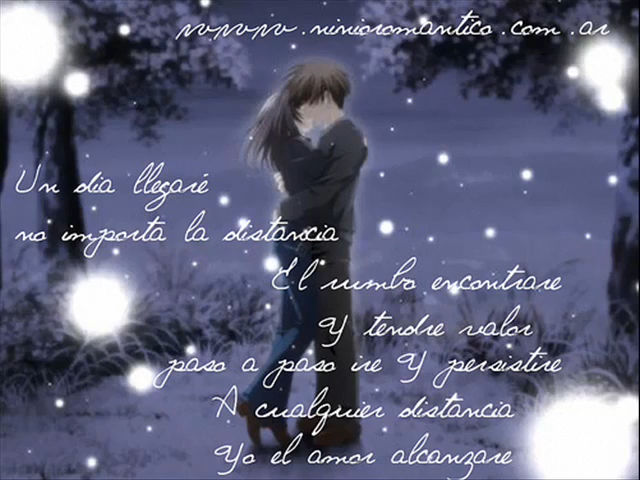 www.ninioromantico.com.ar
Un dia llegaré
no importa la distancia
El rumbo encontrare
Y tendre valor
paso a paso ire Y persistire
A cualquier distancia
Yo el amor alcanzare